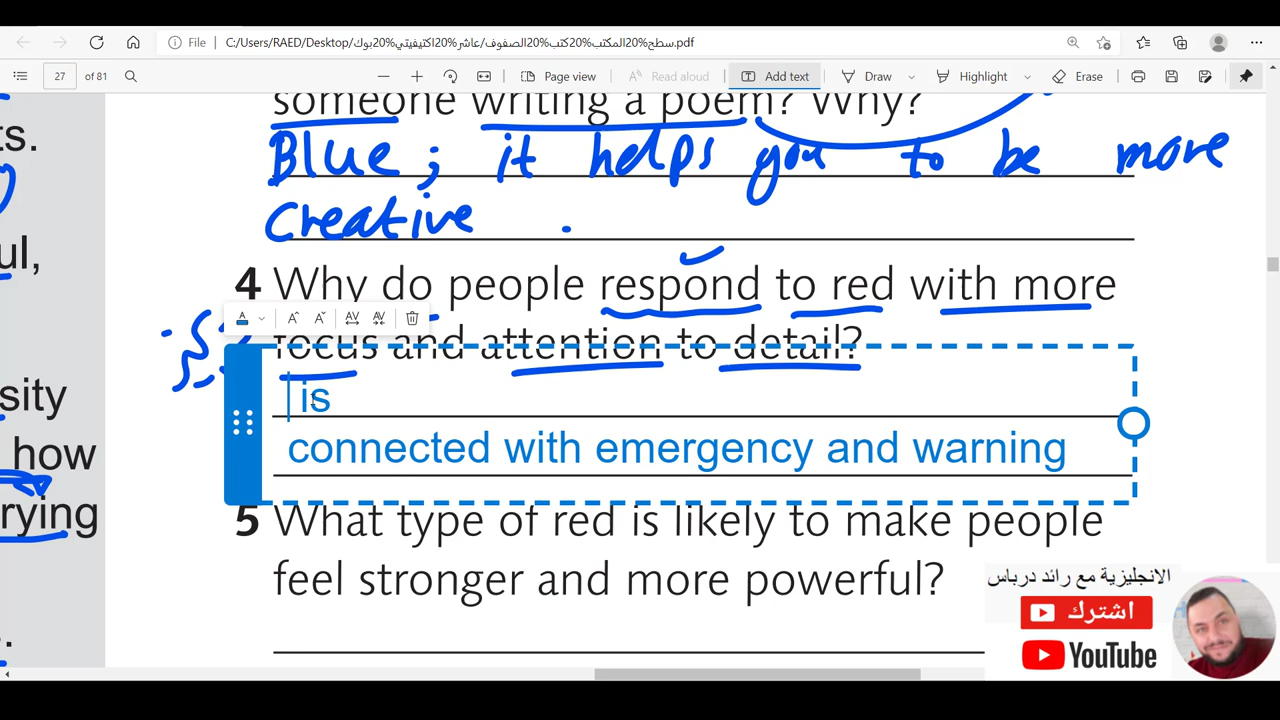 File C:/Users/RAED/Desktop/سطح%20المكتب%20كتب%20الصفوف/عاشر%20اكتيفيتي%20بوك.pdf
27 of 81 Page view Read aloud Add text Draw Highlight Erase
someone writing a poem? Why?
ts.
Blue; it helps you to be more
creative .
ul,
4 Why do people respond to red with more
focus and attention to detail?
is
sity
connected with emergency and warning
how
rying
5 What type of red is likely to make people
feel stronger and more powerful?
الانجليزية مع رائد درباس
اشترك
YouTube